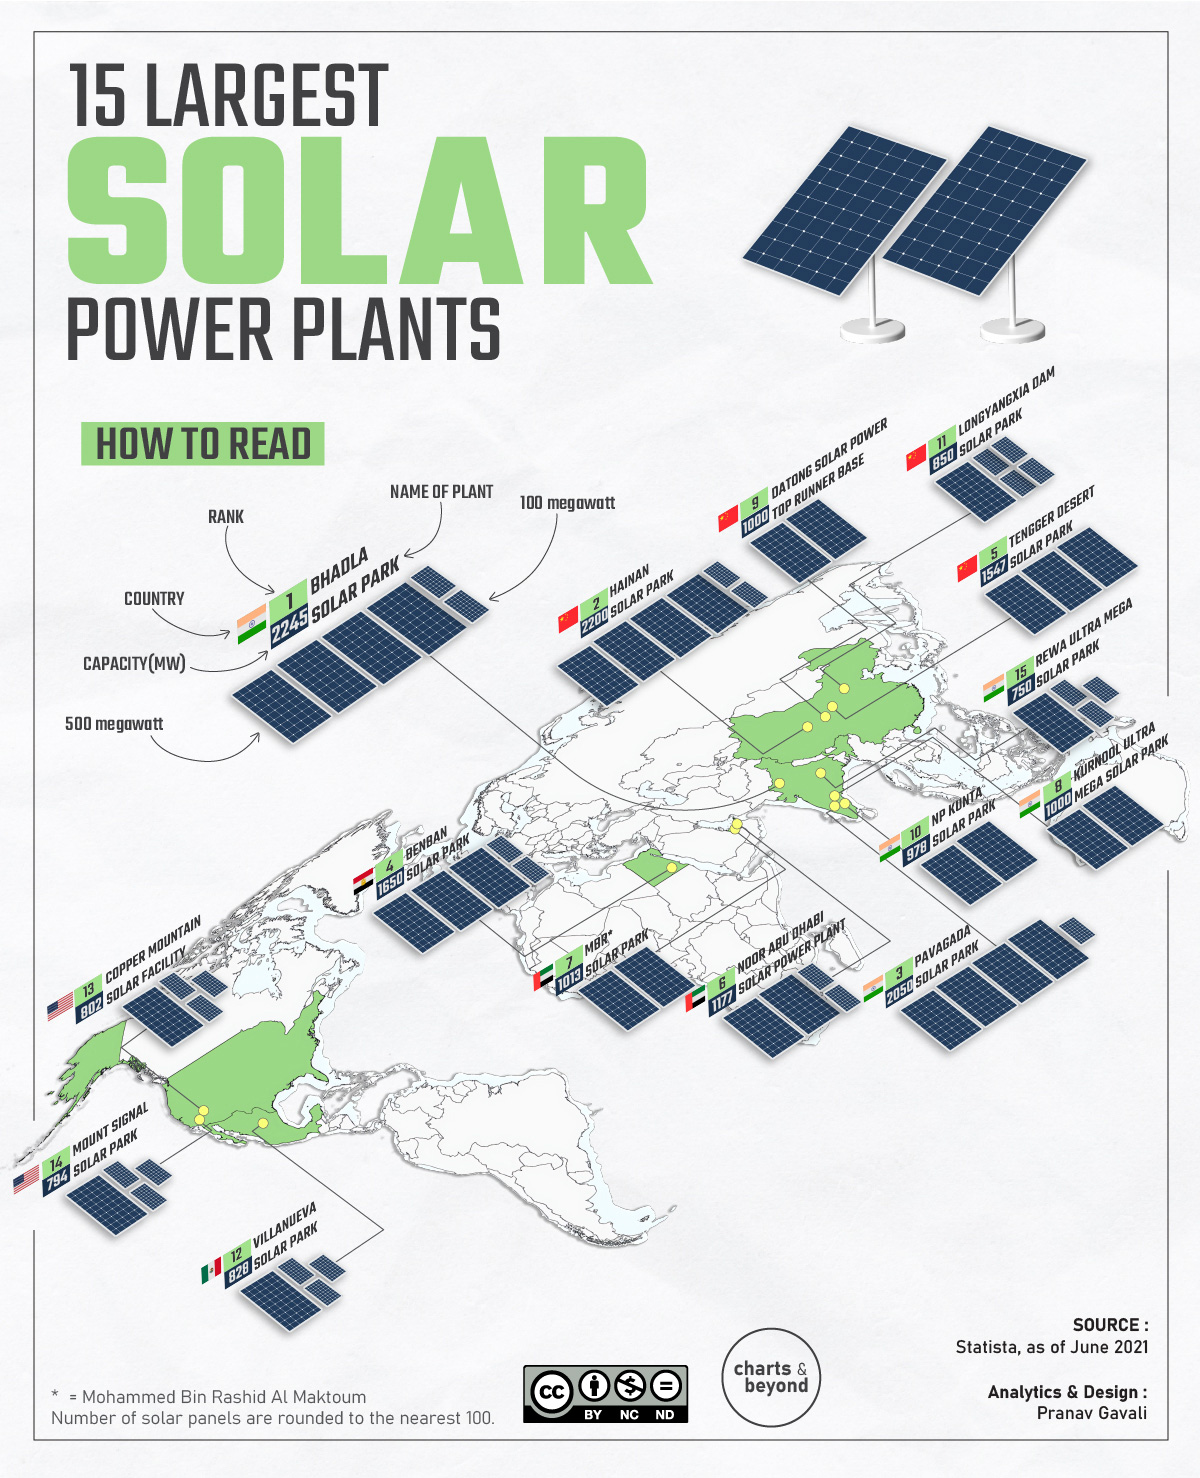 15 LARGEST
SOLAR
POWER PLANTS
HOW TO READ
NAME OF PLANT
100 megawatt
RANK
COUNTRY
CAPACITY(MW)
500 megawatt
1
2245
BHADLA
SOLAR PARK
2
2200
HAINAN
SOLAR PARK
9
1000
DATONG SOLAR POWER
TOP RUNNER BASE
11
850
LONGYANGXIA DAM
SOLAR PARK
5
1547
TENGGER DESERT
SOLAR PARK
15
750
REWA ULTRA MEGA
SOLAR PARK
8
1000
KURNOOL ULTRA
MEGA SOLAR PARK
10
978
NP KUNTA
SOLAR PARK
4
1650
BENBAN
SOLAR PARK
7
1013
MBR*
SOLAR PARK
6
1177
NOOR ABU DHABI
SOLAR POWER PLANT
3
2050
PAVAGADA
SOLAR PARK
13
802
COPPER MOUNTAIN
SOLAR FACILITY
14
794
MOUNT SIGNAL
SOLAR PARK
12
828
VILLANUEVA
SOLAR PARK
* = Mohammed Bin Rashid Al Maktoum
Number of solar panels are rounded to the nearest 100.
CC
BY NC ND
charts &
beyond
SOURCE :
Statista, as of June 2021
Analytics & Design :
Pranav Gavali